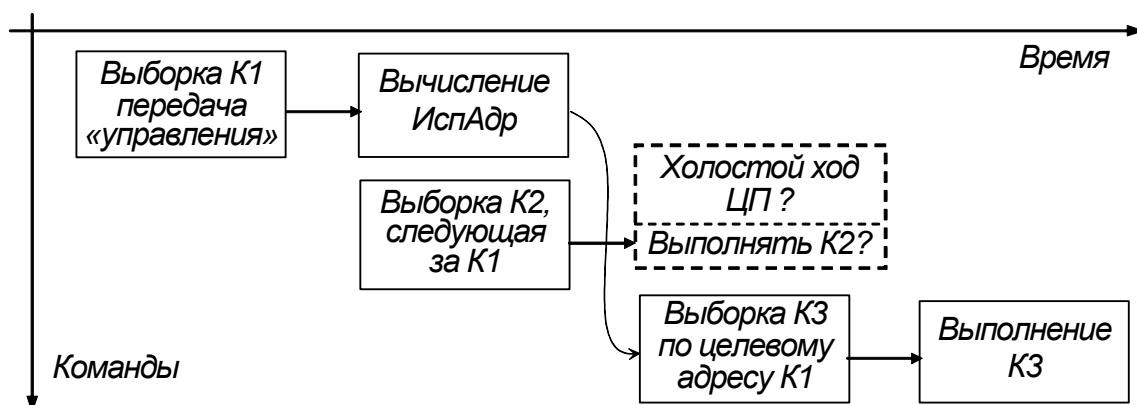 Время
Выборка К1
передача
«управления»
Вычисление
ИспАдр
Выборка К2,
следующая
за К1
Холостой ход
ЦП ?
Выполнять К2?
Выборка К3
по целевому
адресу К1
Выполнение
К3
Команды